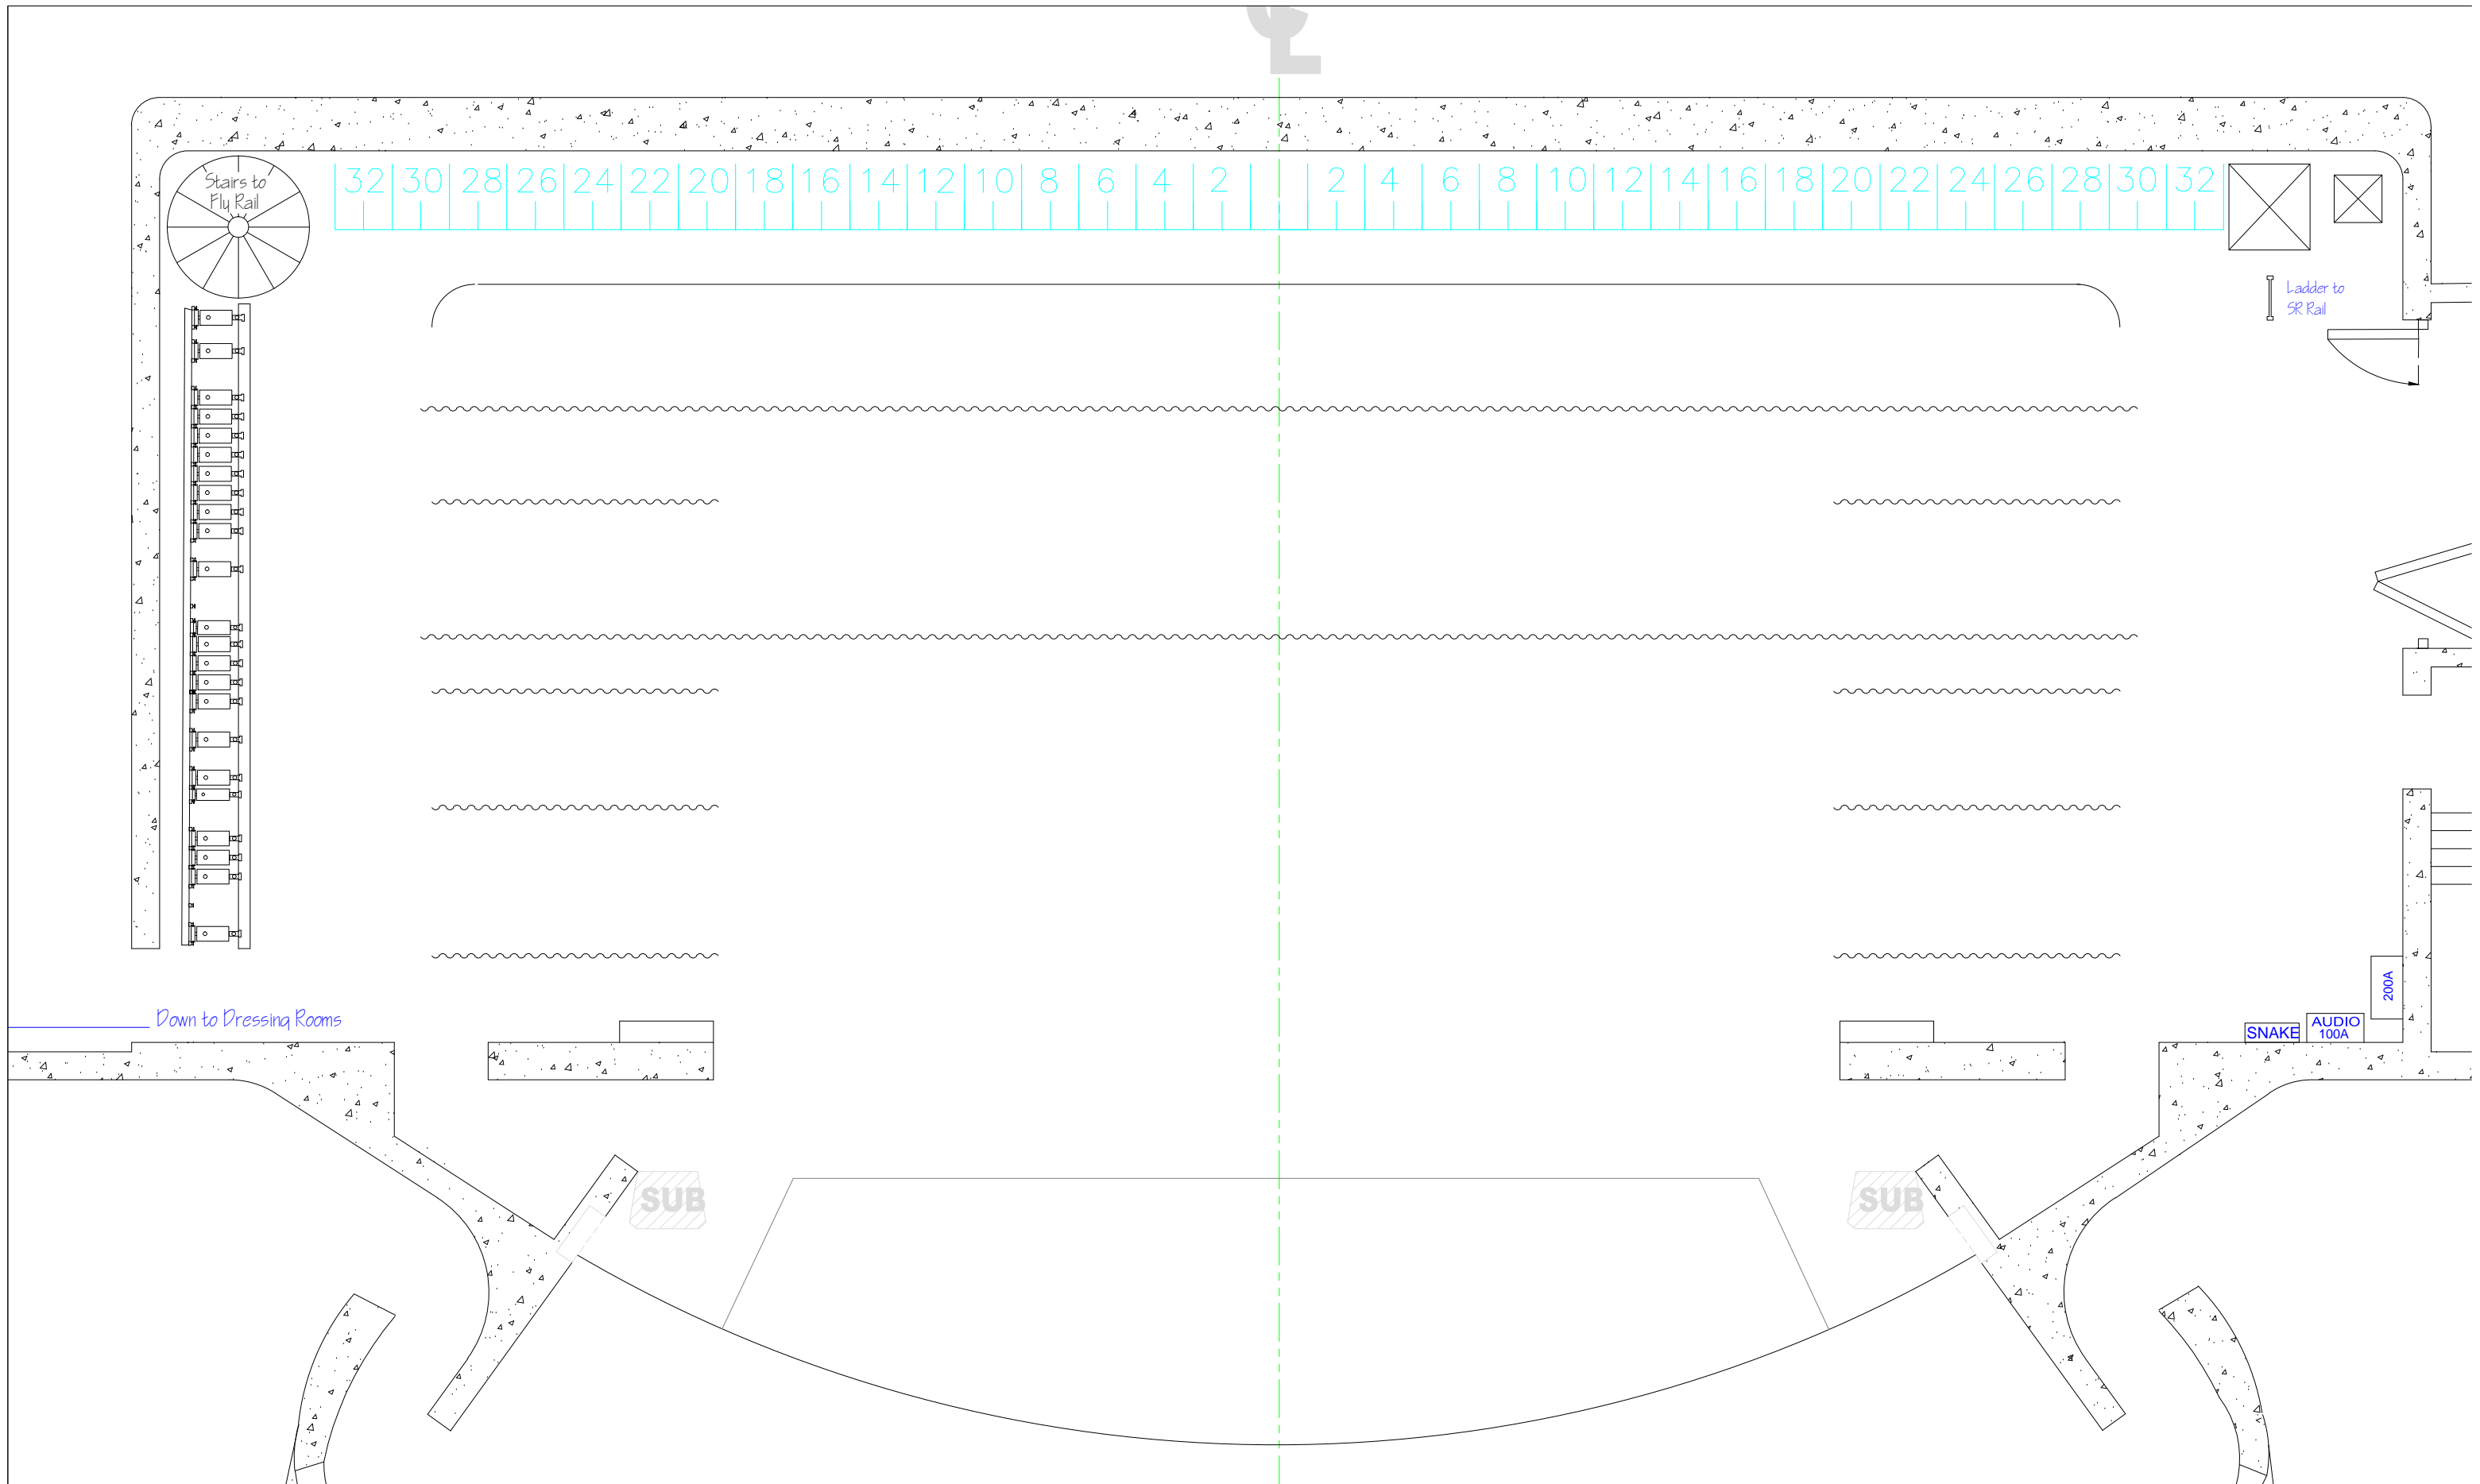 CL
Stairs to
Fly Rail
32 30 28 26 24 22 20 18 16 14 12 10 8 6 4 2 2 4 6 8 10 12 14 16 18 20 22 24 26 28 30 32
Ladder to
SR Rail
200A
Down to Dressing Rooms
SNAKE
AUDIO
100A
SUB
SUB